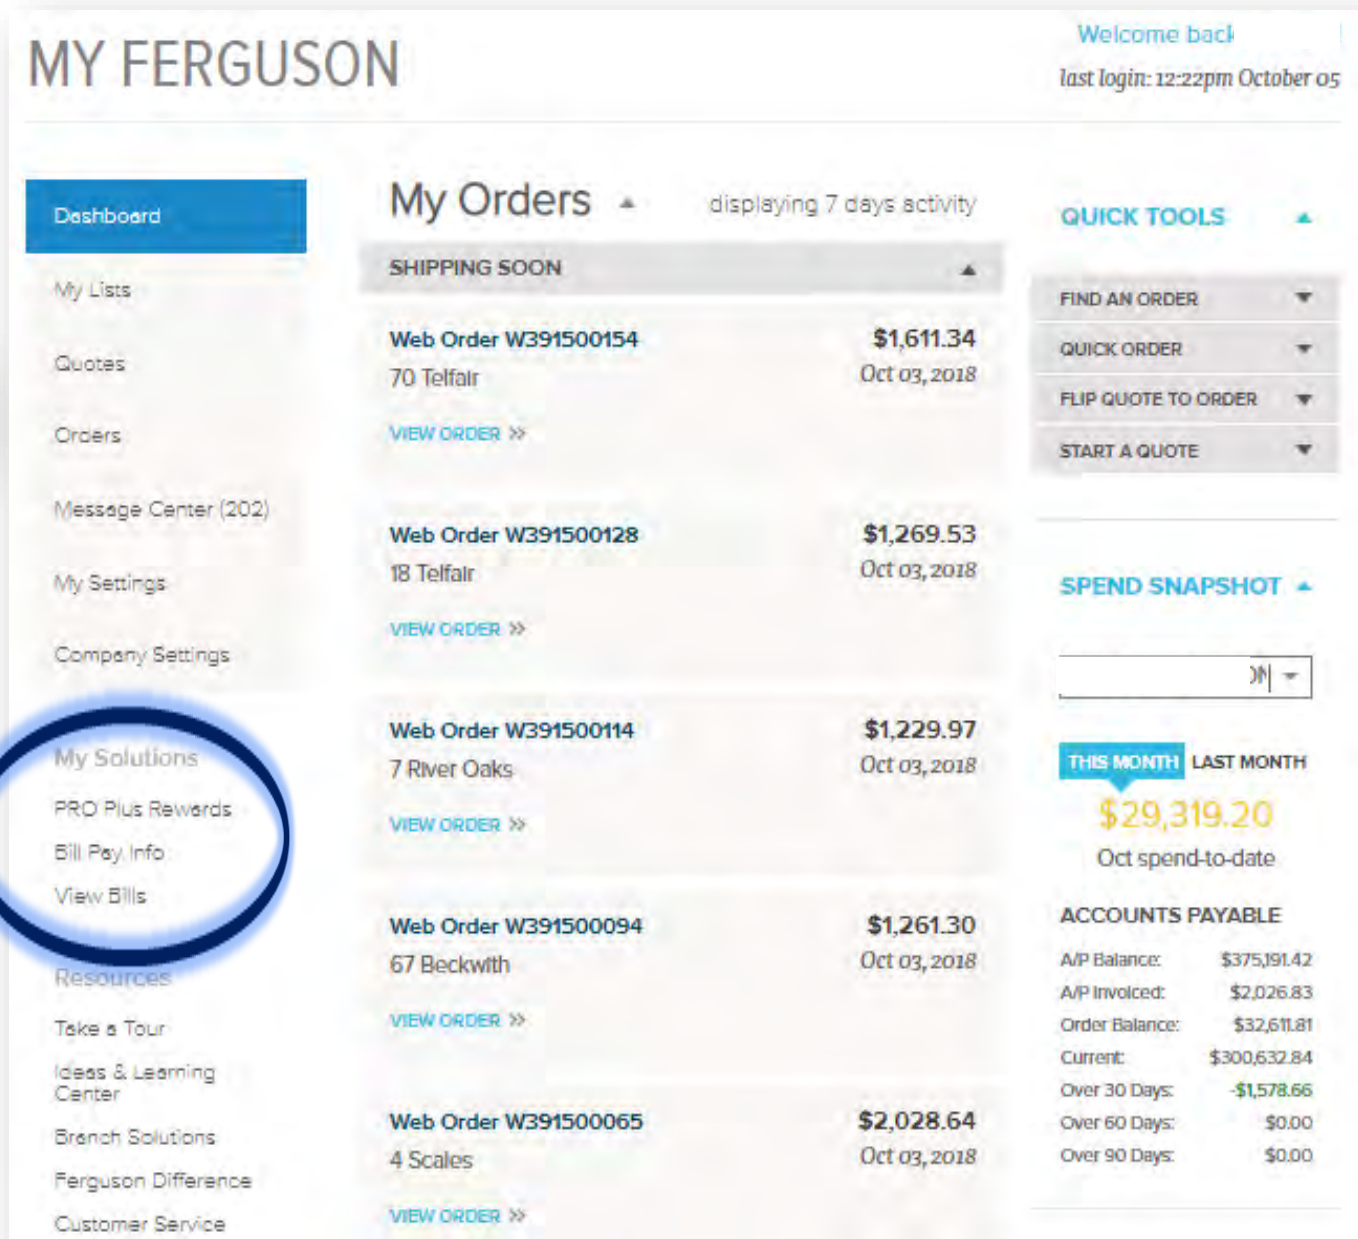 MY FERGUSON
Welcome back
last login: 12:22pm October 05
Dashboard
My Lists
Quotes
Orders
Message Center (202)
My Settings
Company Settings
My Solutions
PRO Plus Rewards
Bill Pay Info
View Bills
Resources
Take a Tour
Ideas & Learning
Center
Branch Solutions
Ferguson Difference
Customer Service
My Orders
displaying 7 days activity
SHIPPING SOON
Web Order W391500154 $1,611.34
70 Telfair Oct 03, 2018
VIEW ORDER >>
Web Order W391500128 $1,269.53
18 Telfair Oct 03, 2018
VIEW ORDER >>
Web Order W391500114 $1,229.97
7 River Oaks Oct 03, 2018
VIEW ORDER >>
Web Order W391500094 $1,261.30
67 Beckwith Oct 03, 2018
VIEW ORDER >>
Web Order W391500065 $2,028.64
4 Scales Oct 03, 2018
VIEW ORDER >>
QUICK TOOLS
FIND AN ORDER
QUICK ORDER
FLIP QUOTE TO ORDER
START A QUOTE
SPEND SNAPSHOT
THIS MONTH LAST MONTH
$29,319.20
Oct spend-to-date
ACCOUNTS PAYABLE
A/P Balance: $375,191.42
A/P Invoiced: $2,026.83
Order Balance: $32,611.81
Current: $300,632.84
Over 30 Days: -$1,578.66
Over 60 Days: $0.00
Over 90 Days: $0.00